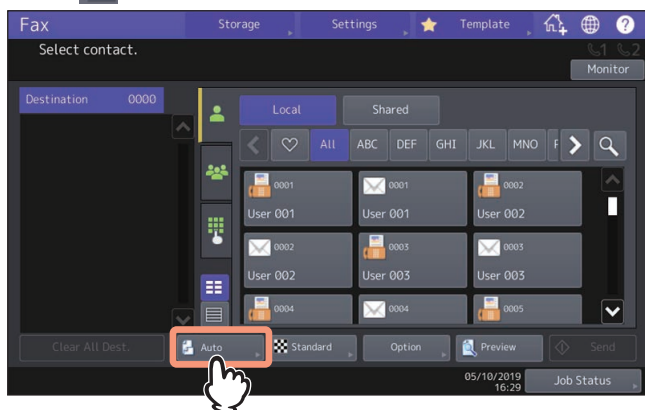 Fax Storage Settings Template ?
Select contact. 1 2
Monitor
Destination 0000
Local Shared
All ABC DEF GHI JKL MNO
0001 0001 0002
User 001 User 001 User 002
0002 0003 0003
User 002 User 003 User 003
0004 0004 0005
Clear All Dest. Auto Standard Option Preview Send
05/10/2019
16:29 Job Status